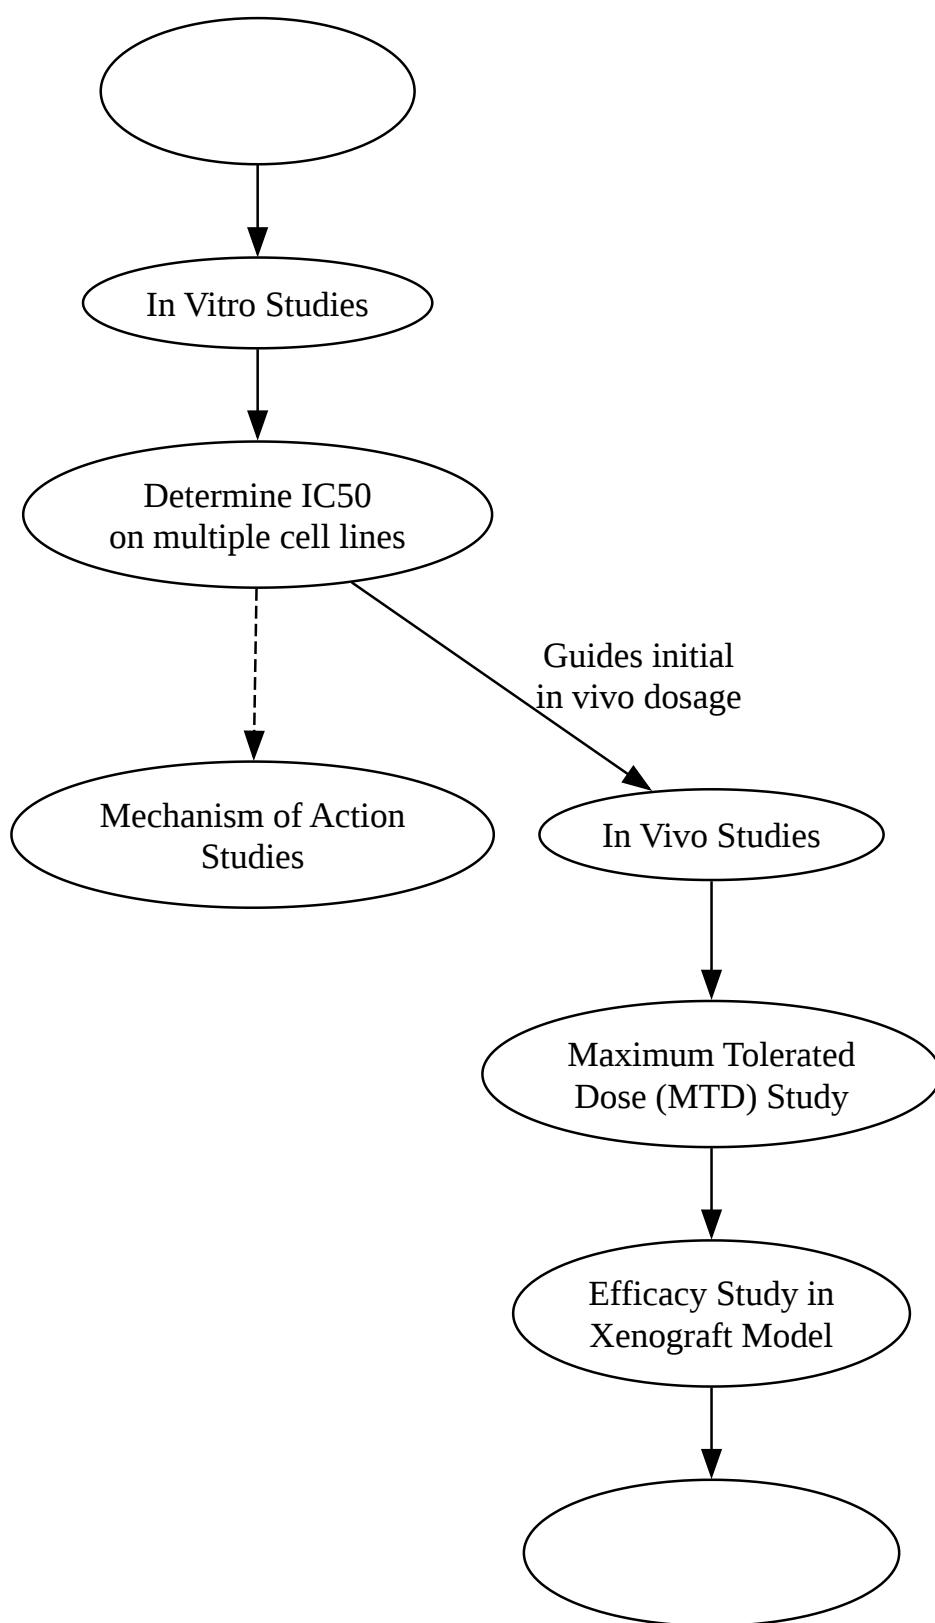 In Vitro Studies
Determine IC50
on multiple cell lines
Guides initial
in vivo dosage
Mechanism of Action
Studies
In Vivo Studies
Maximum Tolerated
Dose (MTD) Study
Efficacy Study in
Xenograft Model